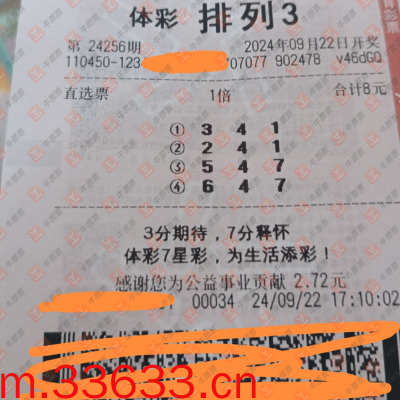 体彩 排列3
第 24256期 2024年09月22日开奖
110450-123 07077 902478 v46dGQ
直选票 1倍 合计8元
① 3 4 1
② 2 4 1
③ 5 4 7
④ 6 4 7
3分期待，7分释怀
体彩7星彩，为生活添彩！
感谢您为公益事业贡献 2.72元
00034 24/09/22 17:10:02
m.33633.cn